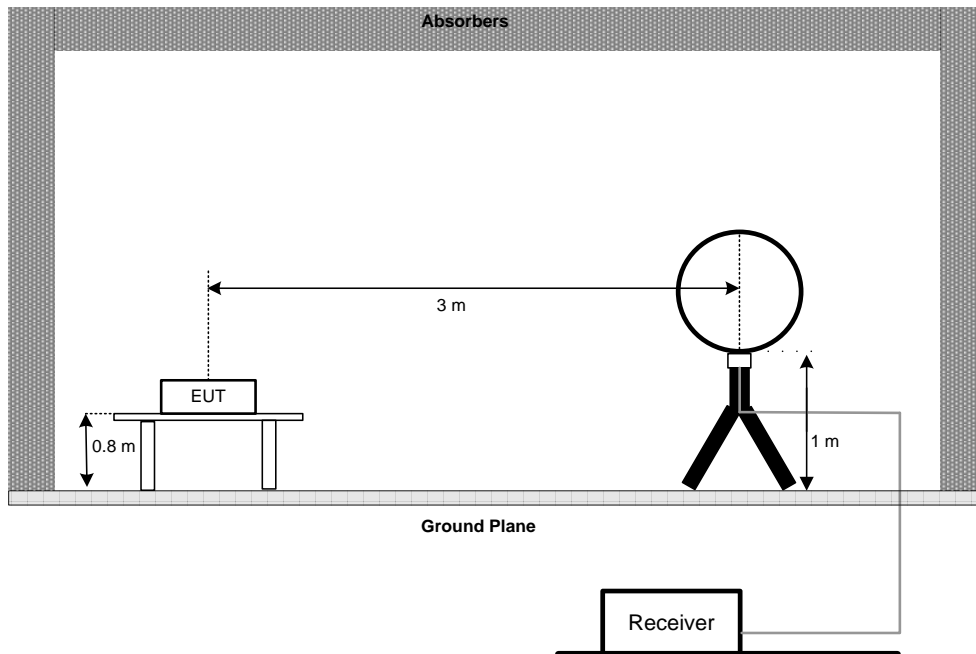 Absorbers
3 m
EUT
0.8 m
1 m
Ground Plane
Receiver